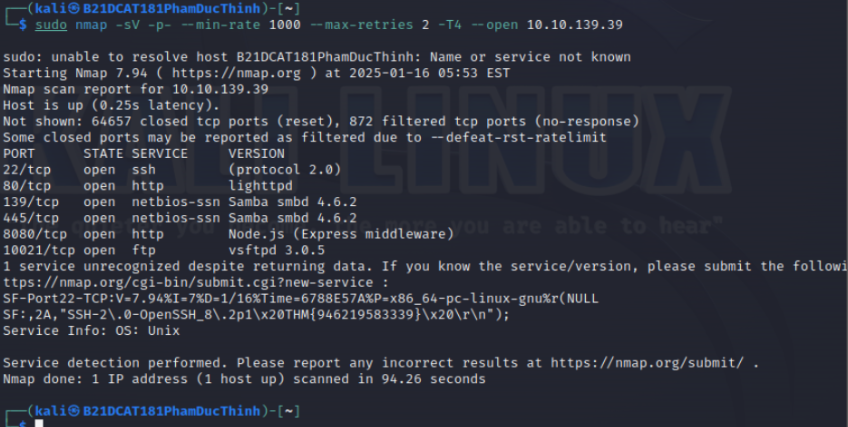 ┌──(kali㉿B21DCAT181PhamDucThinh)-[~]
└─$ sudo nmap -sV -p- --min-rate 1000 --max-retries 2 -T4 --open 10.10.139.39
sudo: unable to resolve host B21DCAT181PhamDucThinh: Name or service not known
Starting Nmap 7.94 ( https://nmap.org ) at 2025-01-16 05:53 EST
Nmap scan report for 10.10.139.39
Host is up (0.25s latency).
Not shown: 64657 closed tcp ports (reset), 872 filtered tcp ports (no-response)
Some closed ports may be reported as filtered due to --defeat-rst-ratelimit
PORT STATE SERVICE VERSION
22/tcp open ssh (protocol 2.0)
80/tcp open http lighttpd
139/tcp open netbios-ssn Samba smbd 4.6.2
445/tcp open netbios-ssn Samba smbd 4.6.2
8080/tcp open http Node.js (Express middleware)
10021/tcp open ftp vsftpd 3.0.5
1 service unrecognized despite returning data. If you know the service/version, please submit the followi
ttps://nmap.org/cgi-bin/submit.cgi?new-service :
SF-Port22-TCP:V=7.94%I=7%D=1/16%Time=6788E57A%P=x86_64-pc-linux-gnu%r(NULL
SF:,2A,"SSH-2\.0-OpenSSH_8\.2p1\x20THM{946219583339}\x20\r\n");
Service Info: OS: Unix
Service detection performed. Please report any incorrect results at https://nmap.org/submit/ .
Nmap done: 1 IP address (1 host up) scanned in 94.26 seconds
┌──(kali㉿B21DCAT181PhamDucThinh)-[~]
└─$
KALI LINUX
you are able to hear"